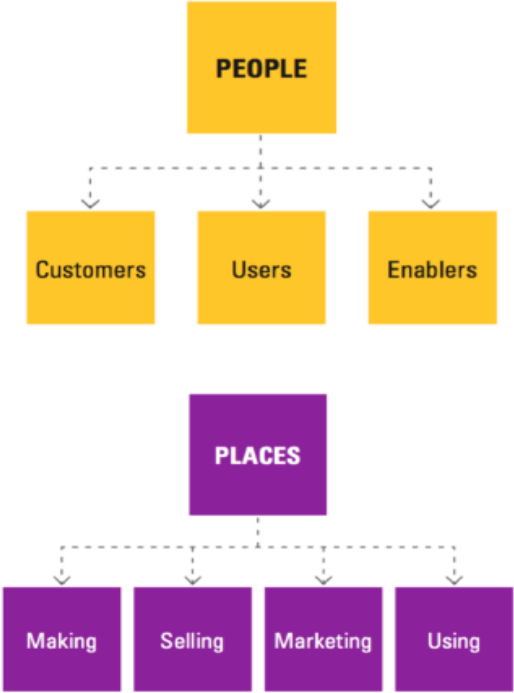 PEOPLE
Customers
Users
Enablers
PLACES
Making
Selling
Marketing
Using